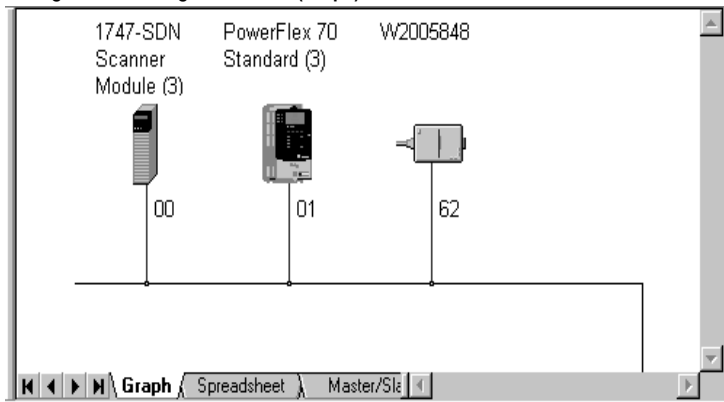 1747-SDN
Scanner
Module (3)
PowerFlex 70
Standard (3)
W2005848
00
01
62
Graph
Spreadsheet
Master/Sla